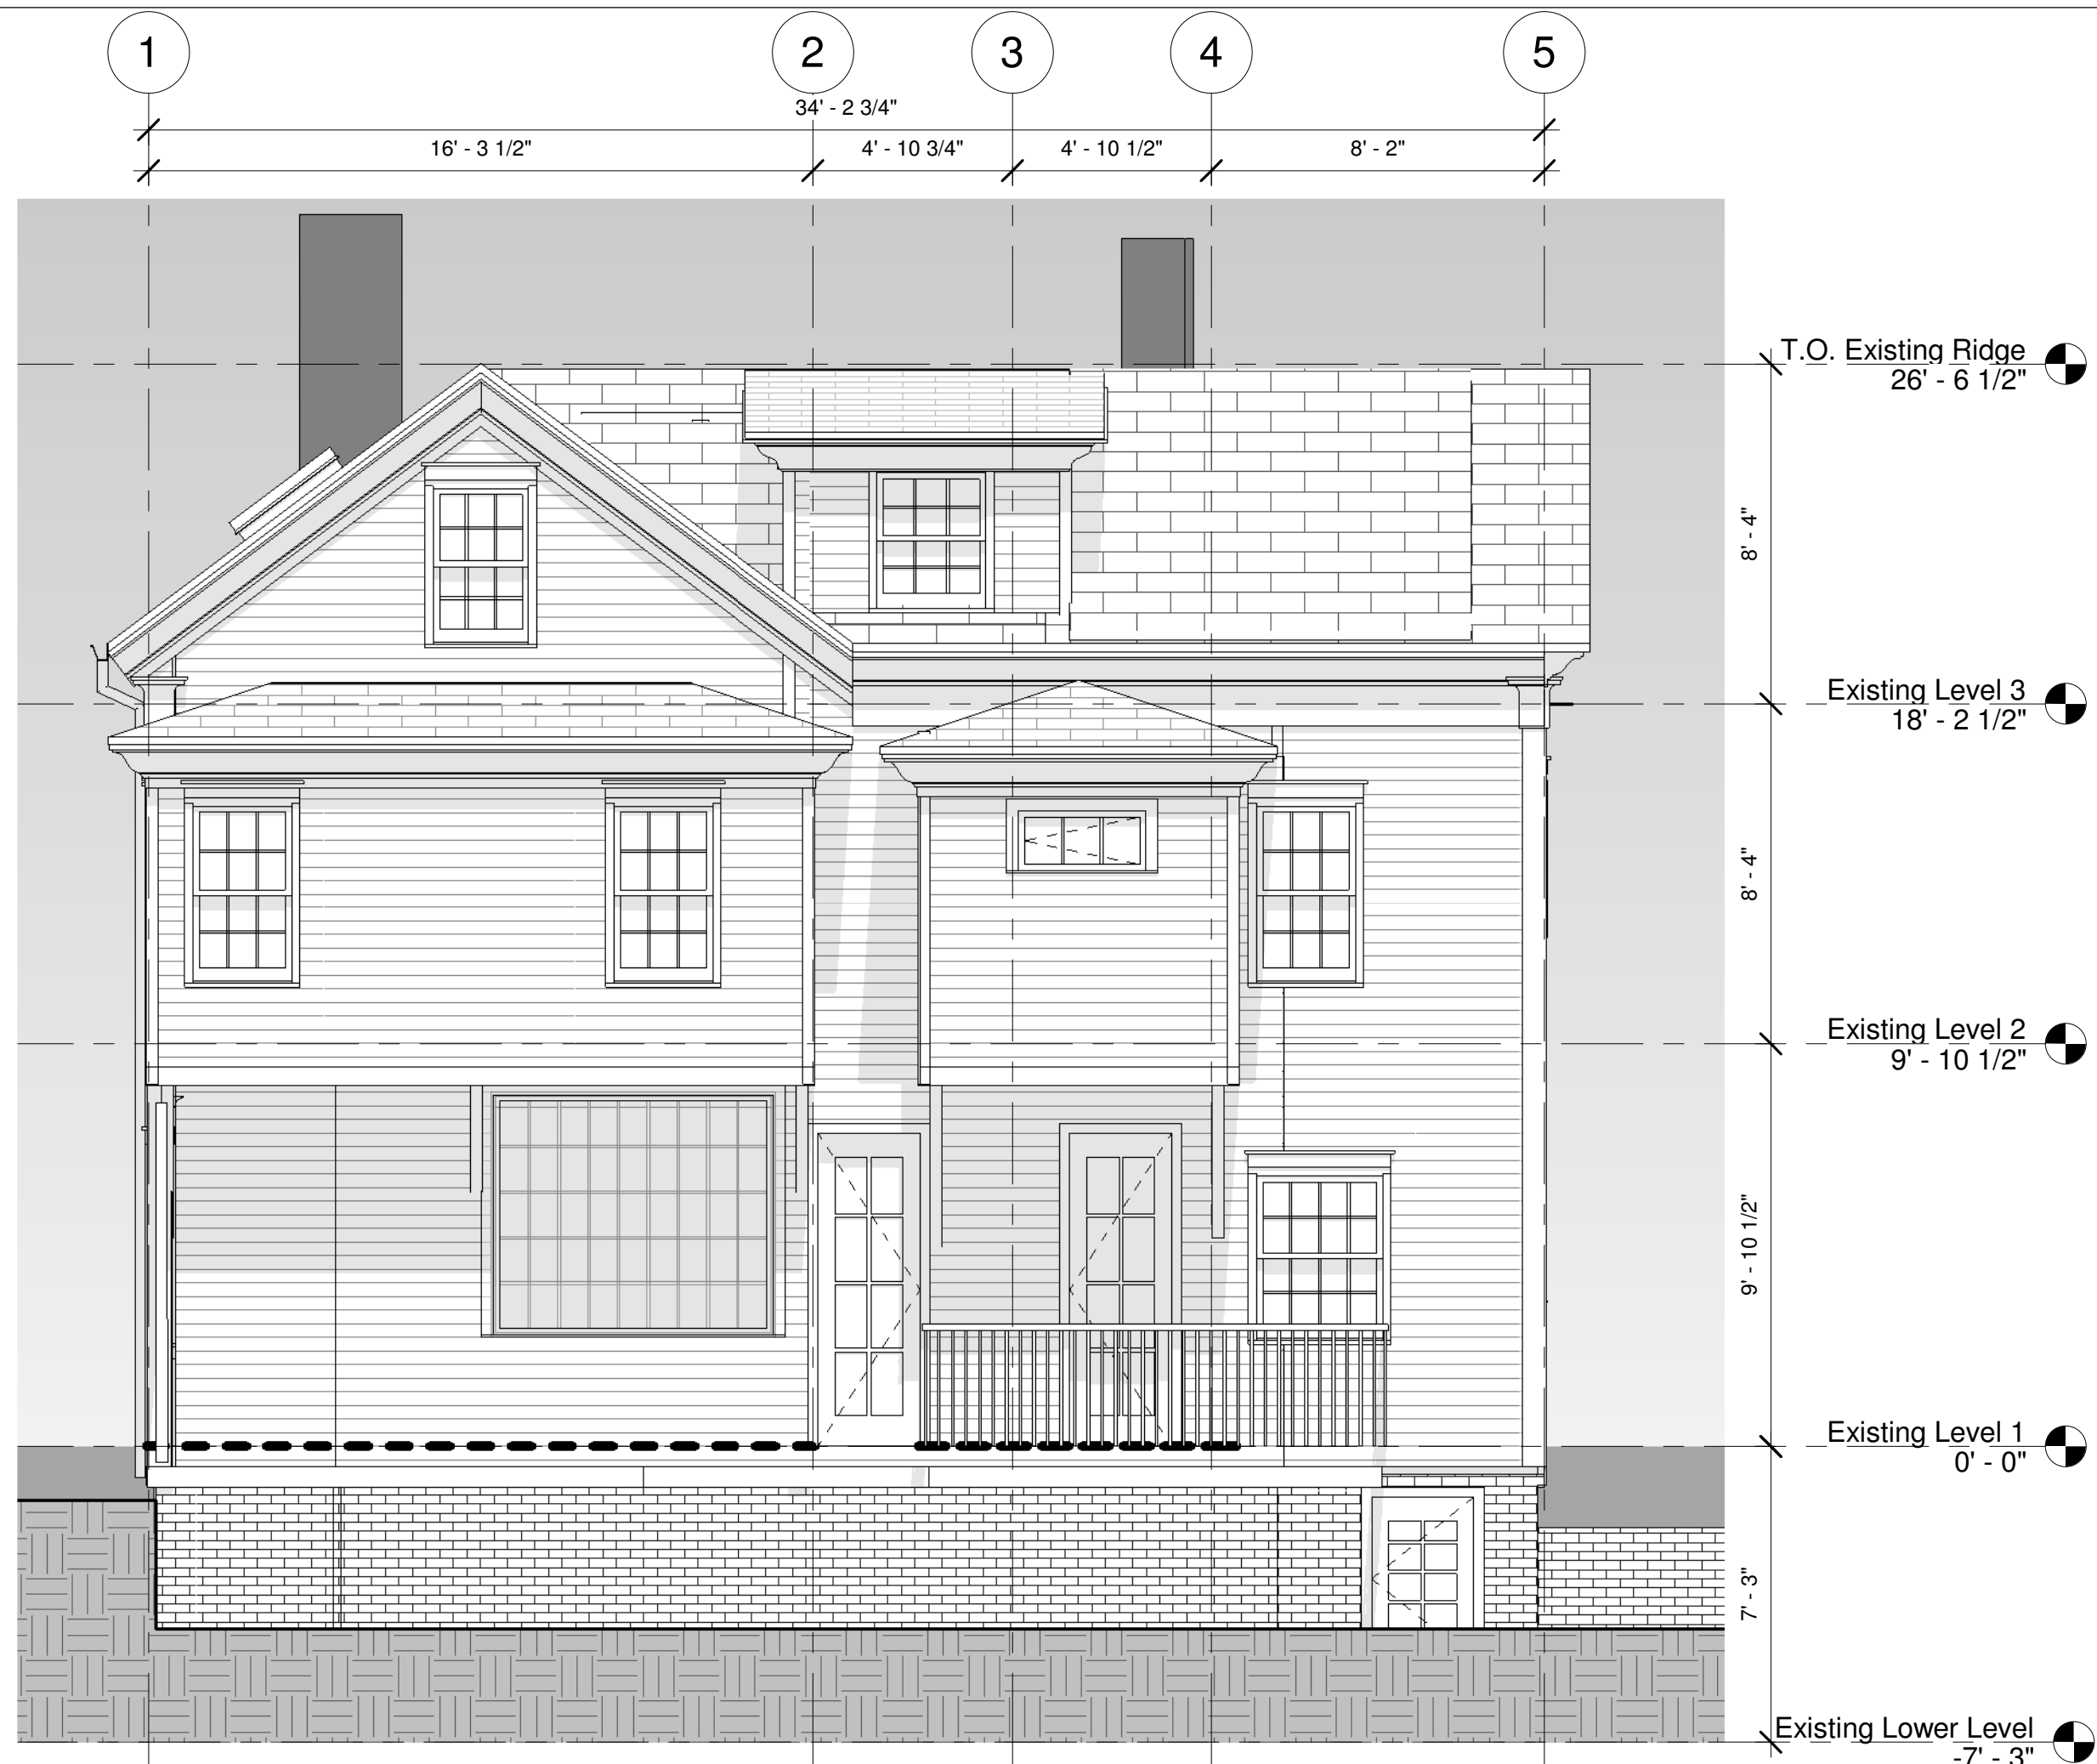 1 2 3 4 5
34' - 2 3/4"
16' - 3 1/2" 4' - 10 3/4" 4' - 10 1/2" 8' - 2"
T.O. Existing Ridge
26' - 6 1/2"
8' - 4"
Existing Level 3
18' - 2 1/2"
8' - 4"
Existing Level 2
9' - 10 1/2"
9' - 10 1/2"
Existing Level 1
0' - 0"
7' - 3"
Existing Lower Level
-7' - 3"